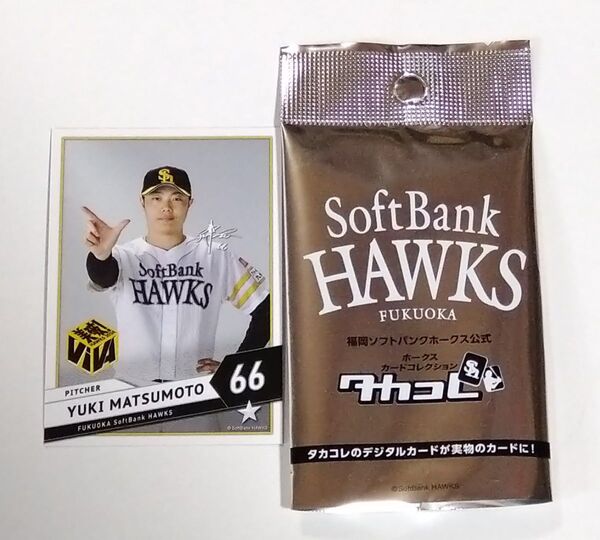 SoftBank
HAWKS
VIVA
PITCHER
YUKI MATSUMOTO
66
FUKUOKA SoftBank HAWKS
© SoftBank HAWKS
SoftBank
HAWKS
FUKUOKA
福岡ソフトバンクホークス公式
ホークス
カードコレクション
タカコレ
タカコレのデジタルカードが実物のカードに!
©SoftBank HAWKS